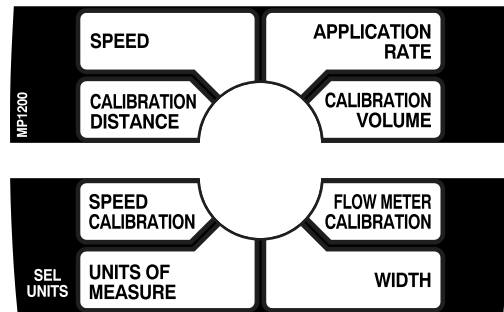 SPEED
APPLICATION
RATE
MP1200
CALIBRATION
DISTANCE
CALIBRATION
VOLUME
SPEED
CALIBRATION
FLOW METER
CALIBRATION
SEL
UNITS
UNITS OF
MEASURE
WIDTH